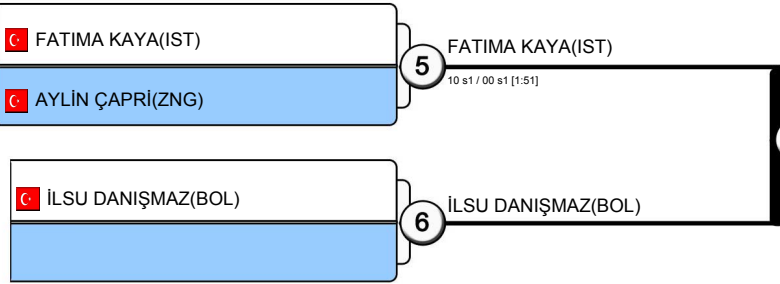 FATIMA KAYA(IST)
AYLİN ÇAPRİ(ZNG)
5
FATIMA KAYA(IST)
10 s1 / 00 s1 [1:51]
İLSU DANIŞMAZ(BOL)
6
İLSU DANIŞMAZ(BOL)